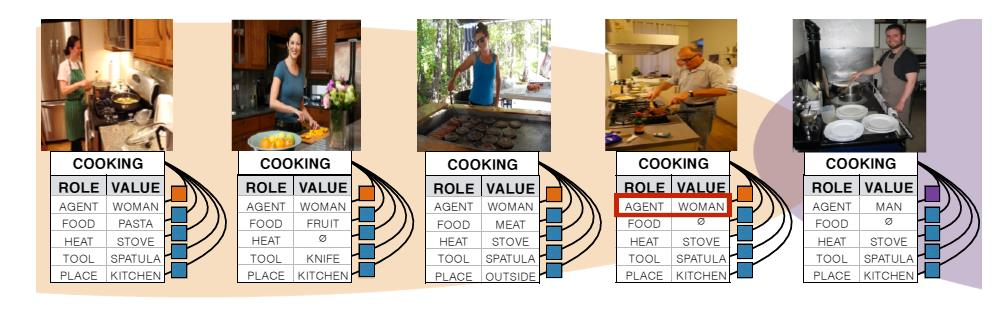 COOKING
ROLE VALUE
AGENT WOMAN
FOOD PASTA
HEAT STOVE
TOOL SPATULA
PLACE KITCHEN
COOKING
ROLE VALUE
AGENT WOMAN
FOOD FRUIT
HEAT Ø
TOOL KNIFE
PLACE KITCHEN
COOKING
ROLE VALUE
AGENT WOMAN
FOOD MEAT
HEAT STOVE
TOOL SPATULA
PLACE OUTSIDE
COOKING
ROLE VALUE
AGENT WOMAN
FOOD Ø
HEAT STOVE
TOOL SPATULA
PLACE KITCHEN
COOKING
ROLE VALUE
AGENT MAN
FOOD Ø
HEAT STOVE
TOOL SPATULA
PLACE KITCHEN